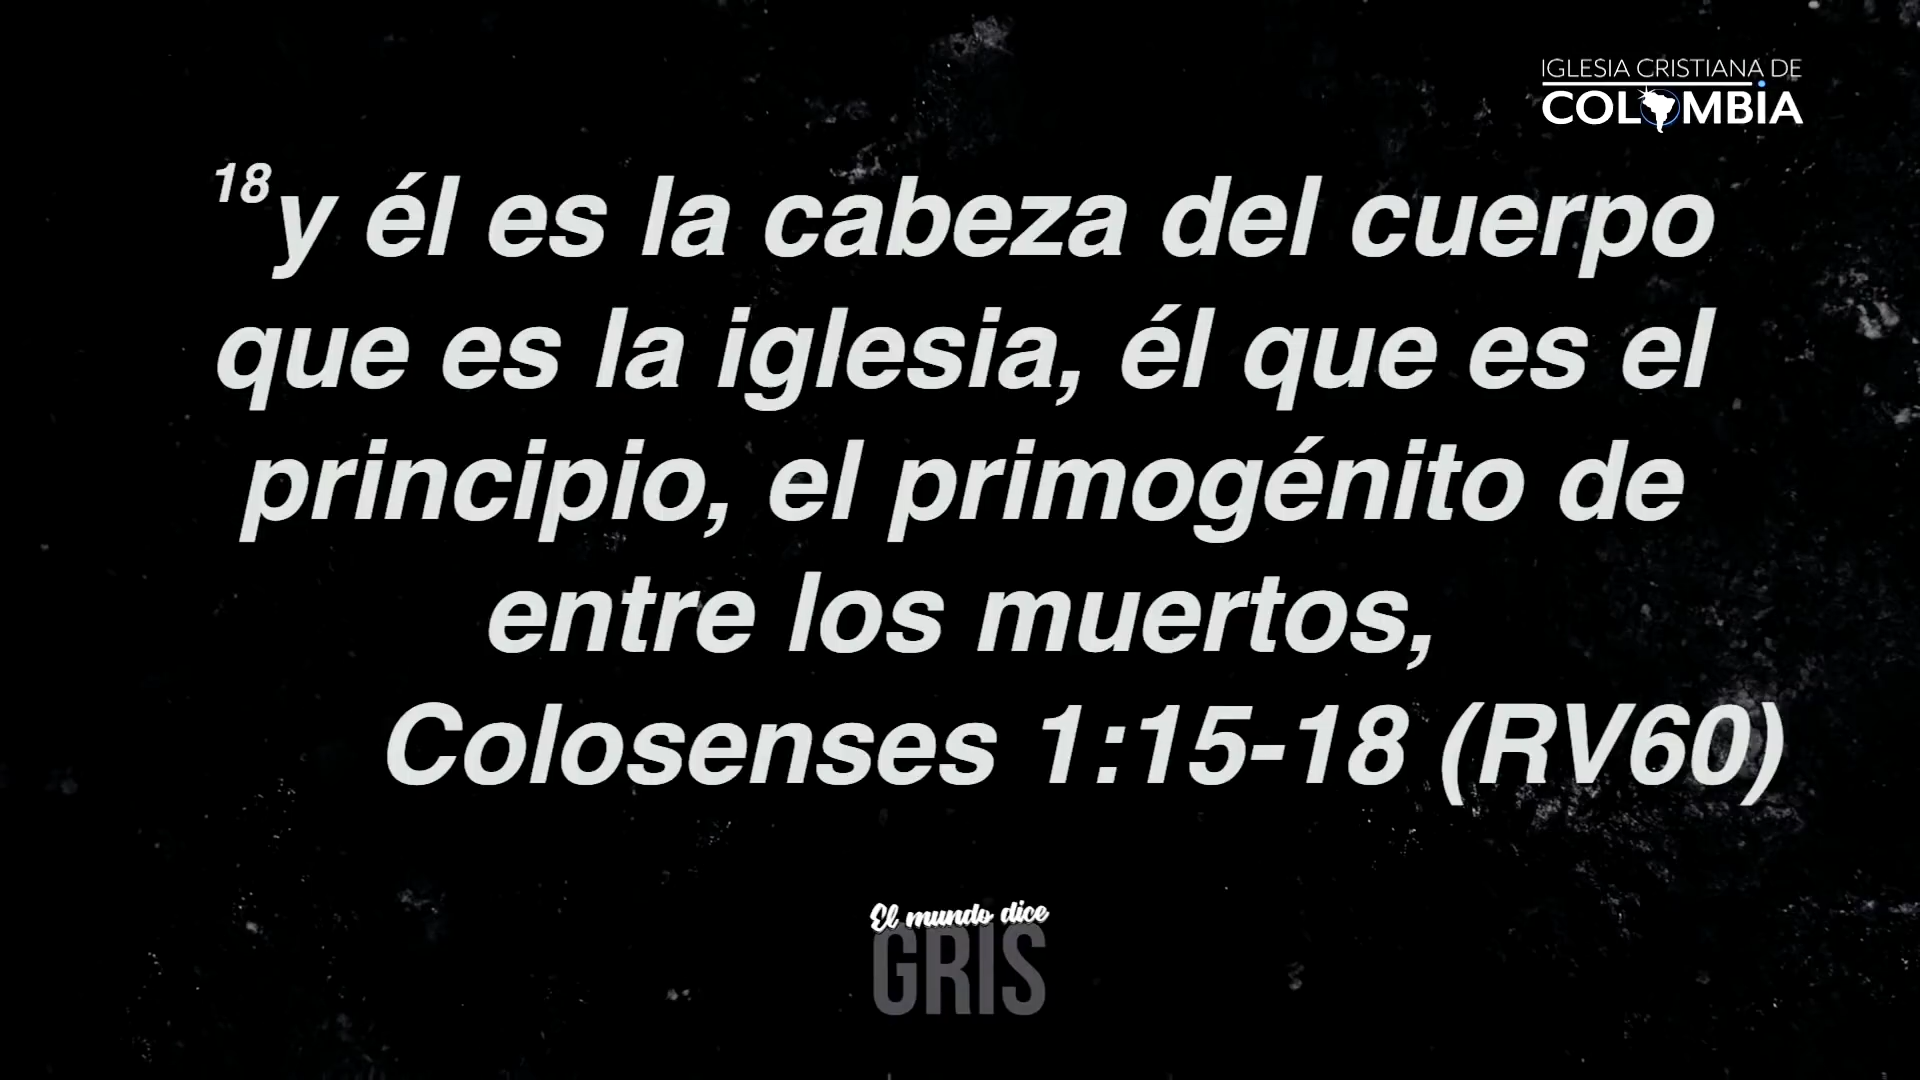 IGLESIA CRISTIANA DE
COLOMBIA
18 y él es la cabeza del cuerpo
que es la iglesia, él que es el
principio, el primogénito de
entre los muertos,
Colosenses 1:15-18 (RV60)
El mundo dice
GRIS